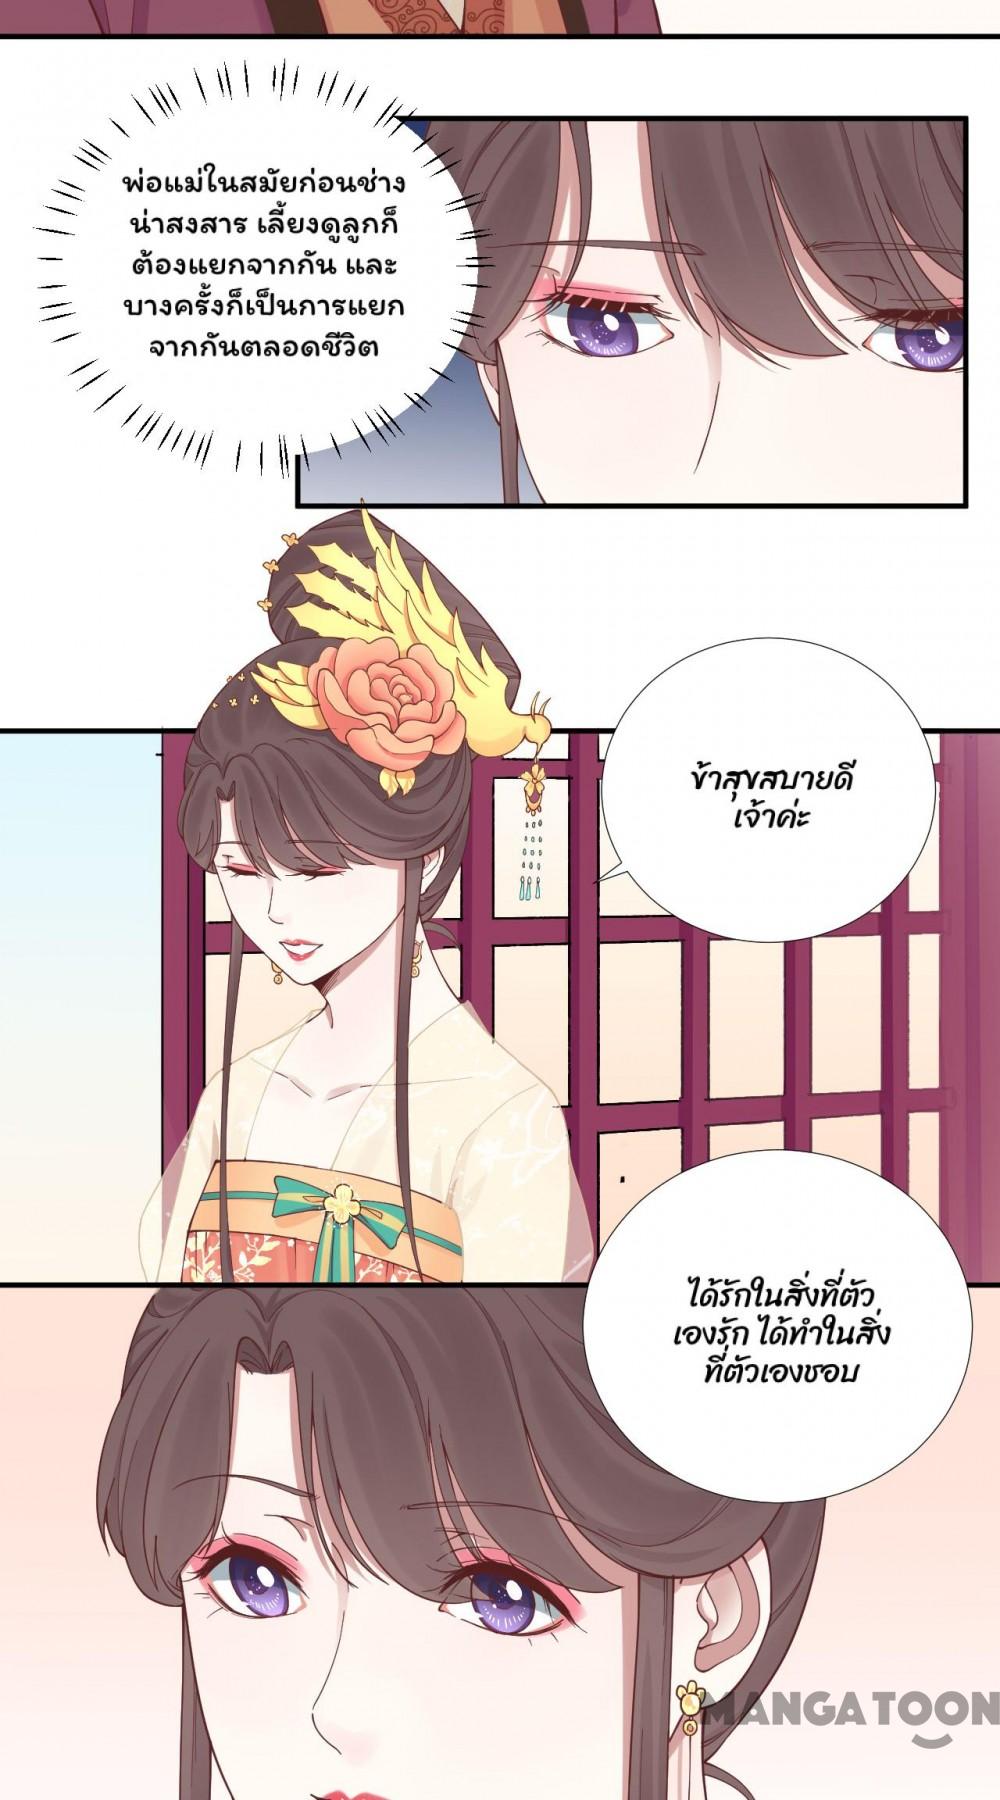 พ่อแม่ในสมัยก่อนช่าง
น่าสงสาร เลี้ยงดูลูกก็
ต้องแยกจากกัน และ
บางครั้งก็เป็นการแยก
จากกันตลอดชีวิต
ข้าสุขสบายดี
เจ้าค่ะ
ได้รักในสิ่งที่ตัว
เองรัก ได้ทำในสิ่ง
ที่ตัวเองชอบ
MANGATOON